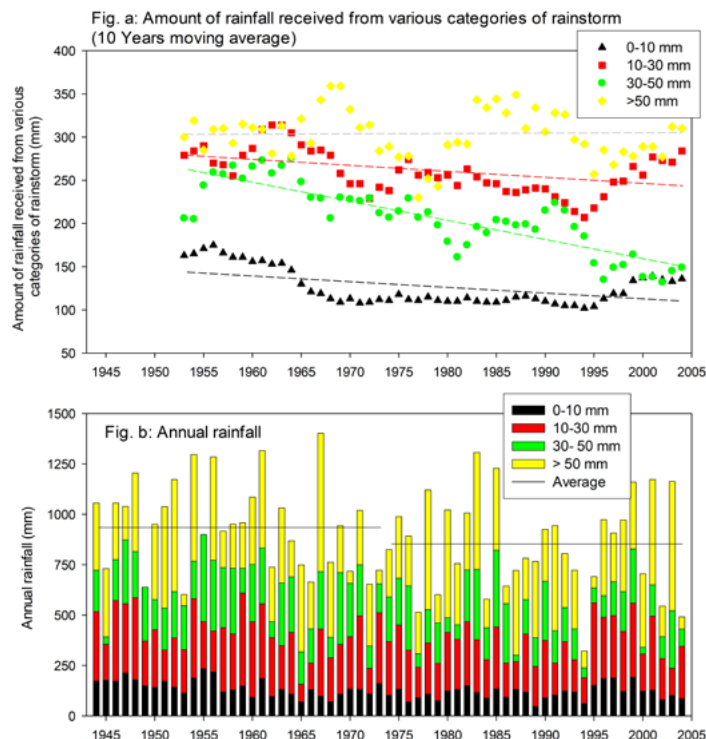 Fig. a: Amount of rainfall received from various categories of rainstorm
(10 Years moving average)
0-10 mm
10-30 mm
30-50 mm
>50 mm
Amount of rainfall received from various
categories of rainstorm (mm)
400
350
300
250
200
150
100
50
1945 1950 1955 1960 1965 1970 1975 1980 1985 1990 1995 2000 2005
Fig. b: Annual rainfall
0-10 mm
10-30 mm
30- 50 mm
> 50 mm
Average
Annual rainfall (mm)
1500
1250
1000
750
500
250
0
1945 1950 1955 1960 1965 1970 1975 1980 1985 1990 1995 2000 2005